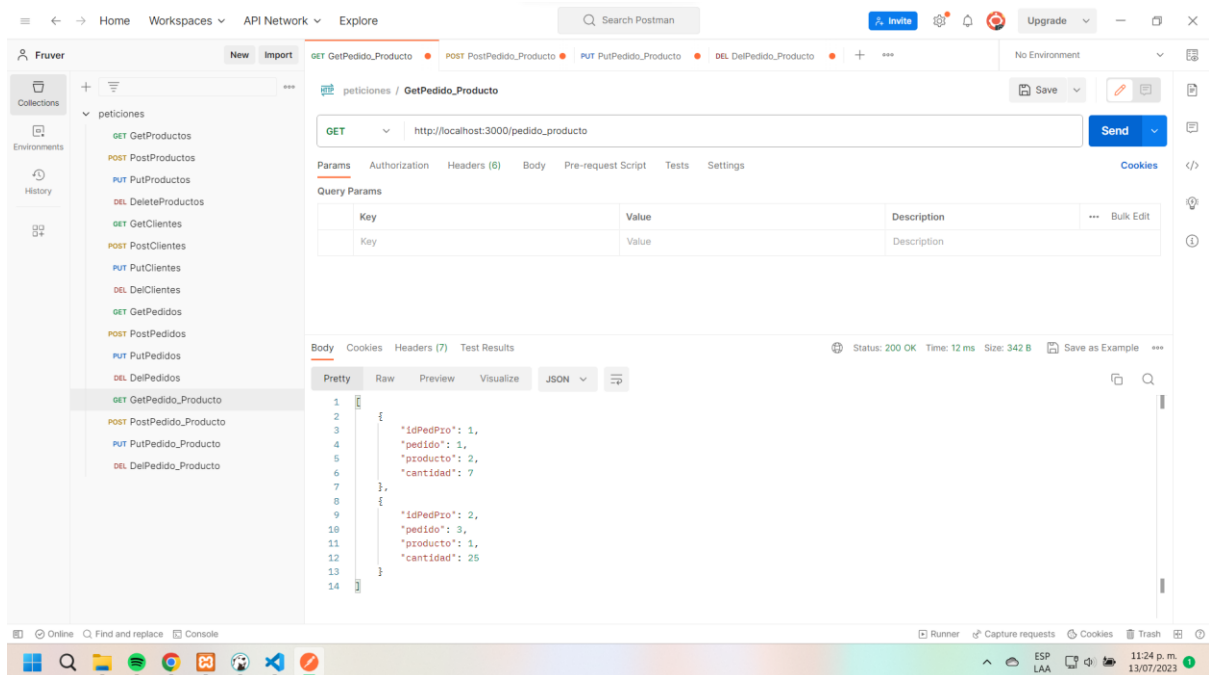 Home Workspaces API Network Explore Search Postman Invite Upgrade
Fruver New Import GET GetPedido_Producto POST PostPedido_Producto PUT PutPedido_Producto DEL DelPedido_Producto No Environment
Collections
Environments
History
peticiones
GET GetProductos
POST PostProductos
PUT PutProductos
DEL DeleteProductos
GET GetClientes
POST PostClientes
PUT PutClientes
DEL DelClientes
GET GetPedidos
POST PostPedidos
PUT PutPedidos
DEL DelPedidos
GET GetPedido_Producto
POST PostPedido_Producto
PUT PutPedido_Producto
DEL DelPedido_Producto
HTTP peticiones / GetPedido_Producto Save
GET http://localhost:3000/pedido_producto Send
Params Authorization Headers (6) Body Pre-request Script Tests Settings Cookies
Query Params
Key Value Description Bulk Edit
Key Value Description
Body Cookies Headers (7) Test Results Status: 200 OK Time: 12 ms Size: 342 B Save as Example
Pretty Raw Preview Visualize JSON
1 [
2 {
3 "idPedPro": 1,
4 "pedido": 1,
5 "producto": 2,
6 "cantidad": 7
7 },
8 {
9 "idPedPro": 2,
10 "pedido": 3,
11 "producto": 1,
12 "cantidad": 25
13 }
14 ]
Online Find and replace Console Runner Capture requests Cookies Trash
ESP
LAA
11:24 p. m.
13/07/2023
1